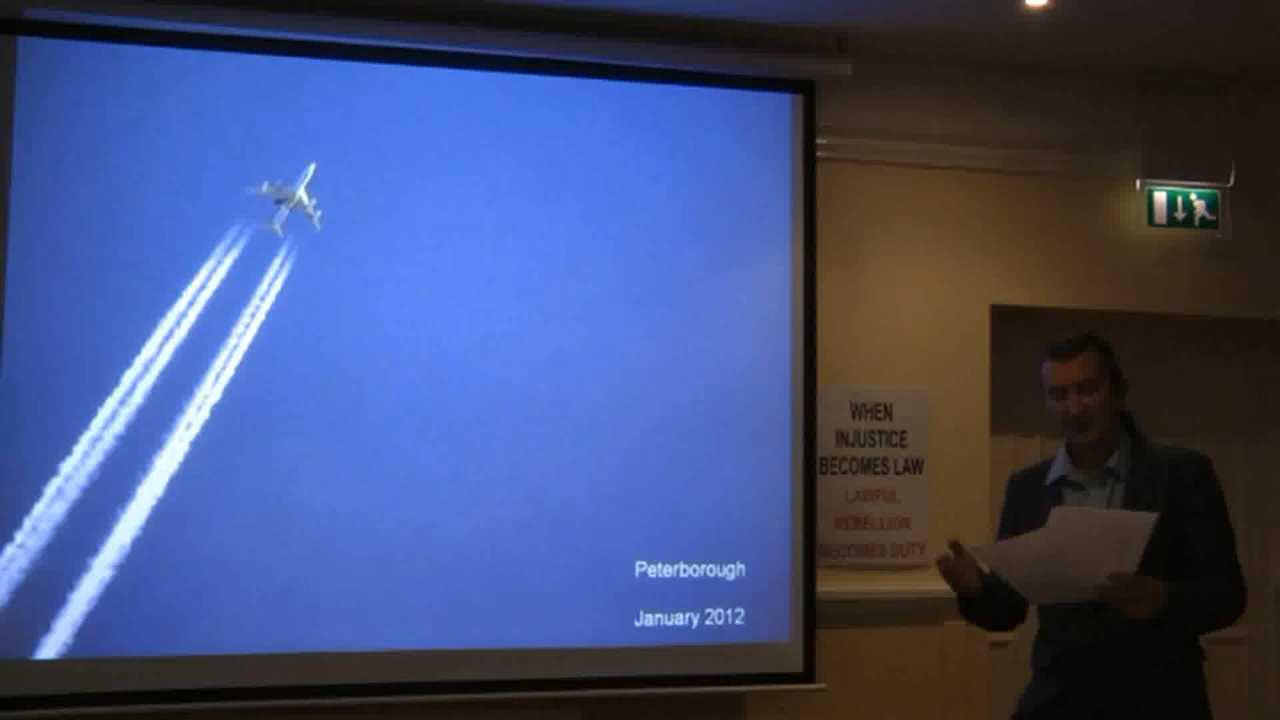 Peterborough
January 2012
WHEN
INJUSTICE
BECOMES LAW
LAWFUL
REBELLION
BECOMES DUTY